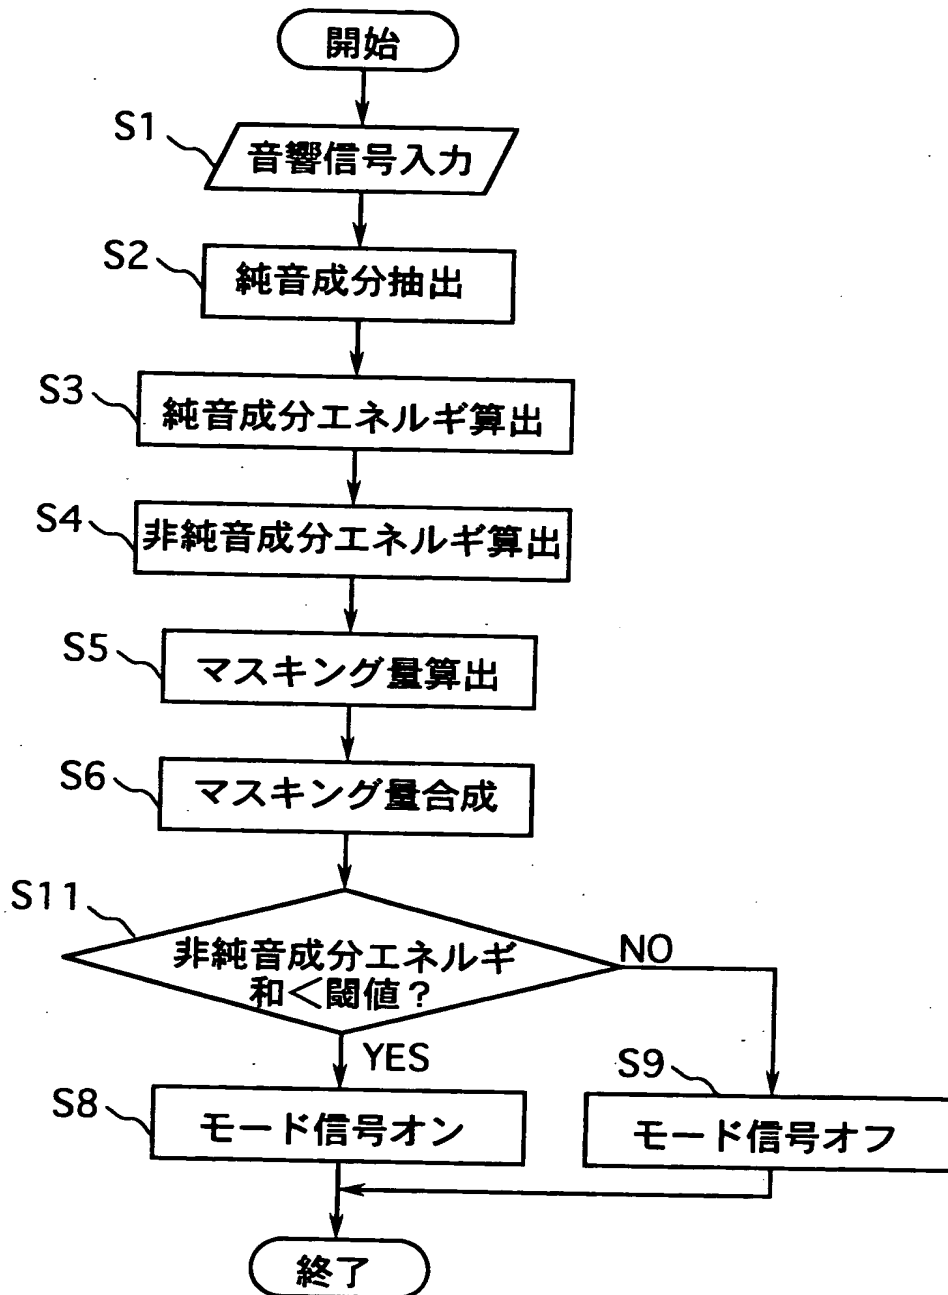 開始
S1
音響信号入力
S2
純音成分抽出
S3
純音成分エネルギ算出
S4
非純音成分エネルギ算出
S5
マスキング量算出
S6
マスキング量合成
S11
非純音成分エネルギ
和<閾値?
NO
YES
S8
モード信号オン
S9
モード信号オフ
終了